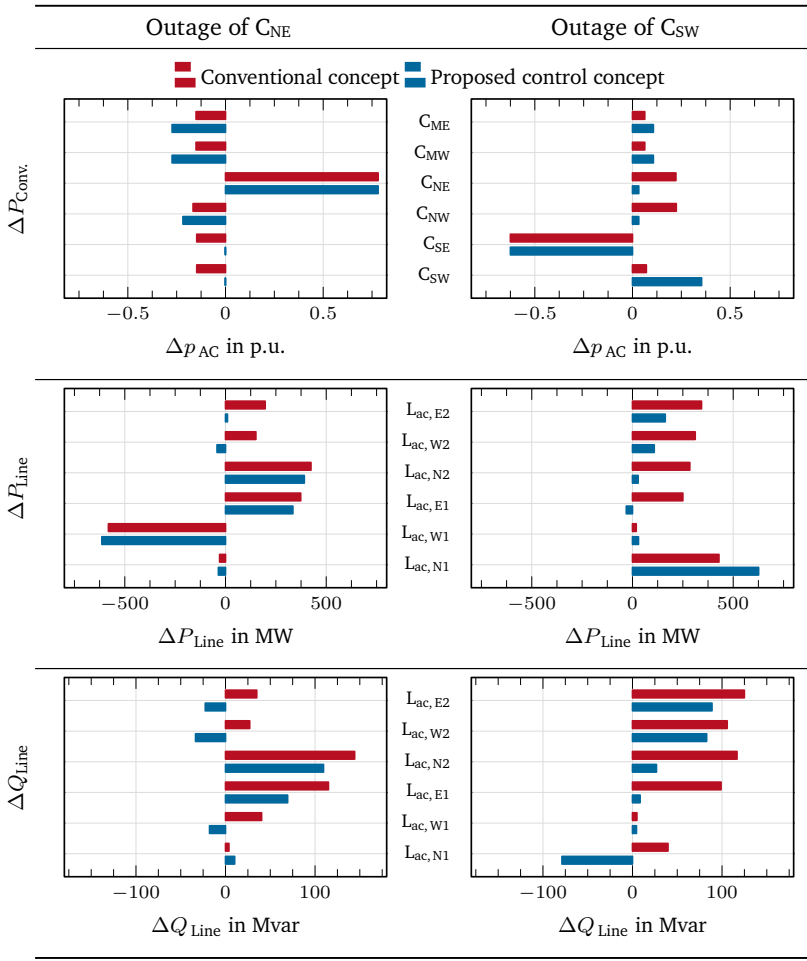 Outage of C_NE Outage of C_SW
Conventional concept Proposed control concept
ΔP_Conv.
C_ME
C_MW
C_NE
C_NW
C_SE
C_SW
−0.5 0 0.5 −0.5 0 0.5
Δp_AC in p.u. Δp_AC in p.u.
ΔP_Line
L_ac, E2
L_ac, W2
L_ac, N2
L_ac, E1
L_ac, W1
L_ac, N1
−500 0 500 −500 0 500
ΔP_Line in MW ΔP_Line in MW
ΔQ_Line
L_ac, E2
L_ac, W2
L_ac, N2
L_ac, E1
L_ac, W1
L_ac, N1
−100 0 100 −100 0 100
ΔQ_Line in Mvar ΔQ_Line in Mvar